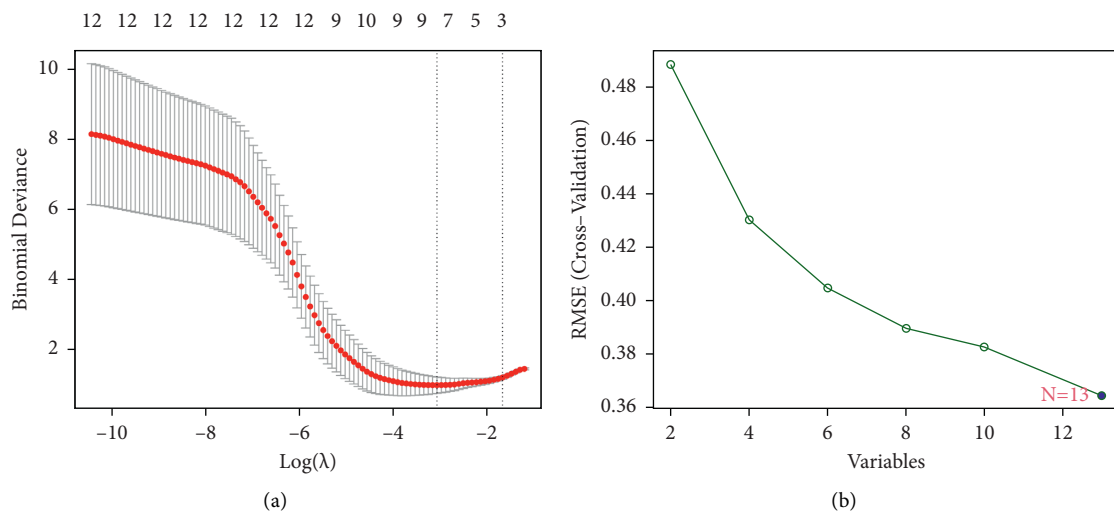 12 12 12 12 12 12 12 9 10 9 9 7 5 3
10
8
6
4
2
Binomial Deviance
−10 −8 −6 −4 −2
Log(λ)
(a)
0.48
0.46
0.44
0.42
0.40
0.38
0.36
RMSE (Cross−Validation)
N=13
2 4 6 8 10 12
Variables
(b)